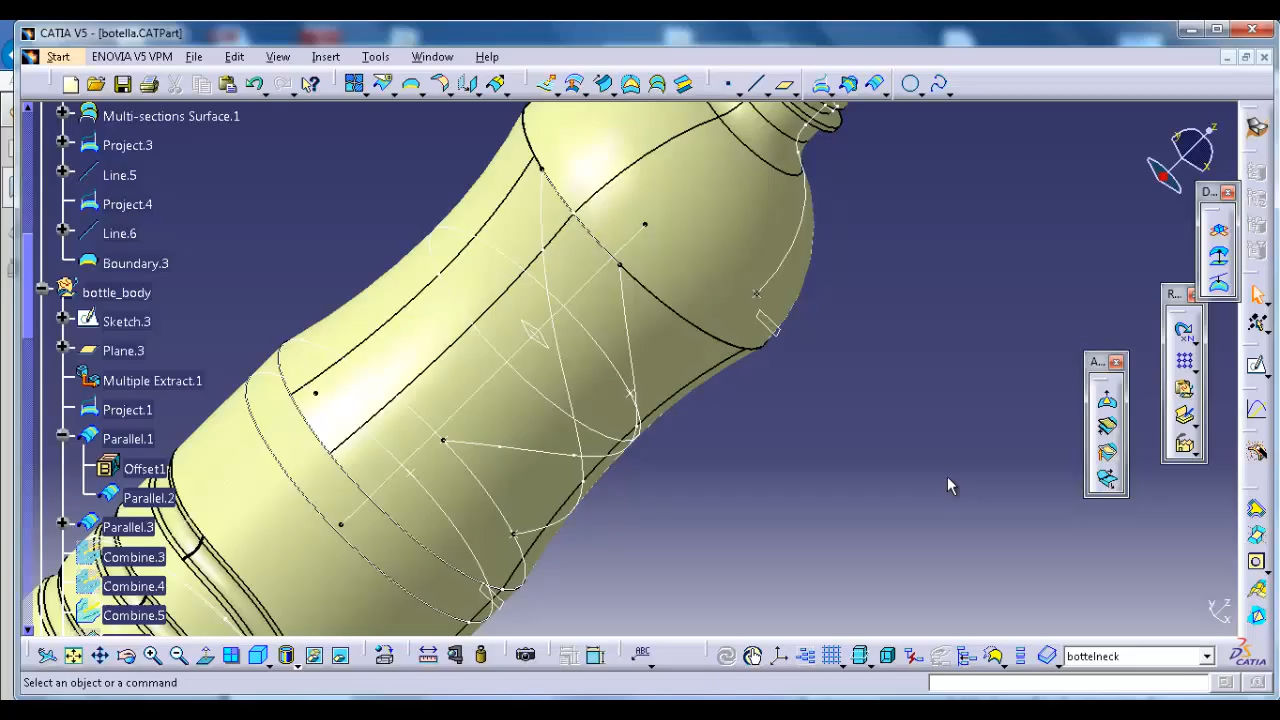 CATIA V5 - [botella.CATPart]
Start ENOVIA V5 VPM File Edit View Insert Tools Window Help
Multi-sections Surface.1
Project.3
Line.5
Project.4
Line.6
Boundary.3
bottle_body
Sketch.3
Plane.3
Multiple Extract.1
Project.1
Parallel.1
Offset1
Parallel.2
Parallel.3
Combine.3
Combine.4
Combine.5
D...
R...
A...
z
y
x
y z
x
ABC
bottelneck
CATIA
Select an object or a command